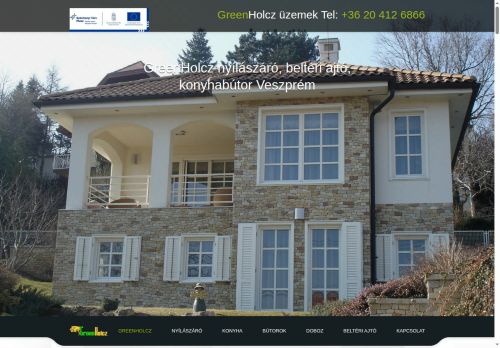 GreenHolcz üzemek Tel: +36 20 412 6866
GreenHolcz nyílászáró, beltéri ajtó,
konyhabútor Veszprém
GreenHolcz
GREENHOLCZ NYÍLÁSZÁRÓ KONYHA BÚTOROK DOBOZ BELTÉRI AJTÓ KAPCSOLAT